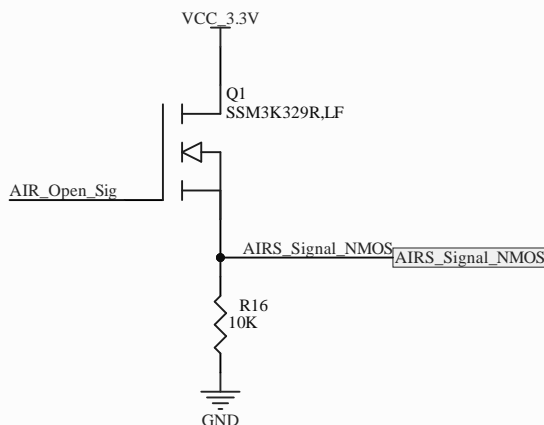 VCC_3.3V
Q1
SSM3K329R,LF
AIR_Open_Sig
AIRS_Signal_NMOS
AIRS_Signal_NMOS
R16
10K
GND